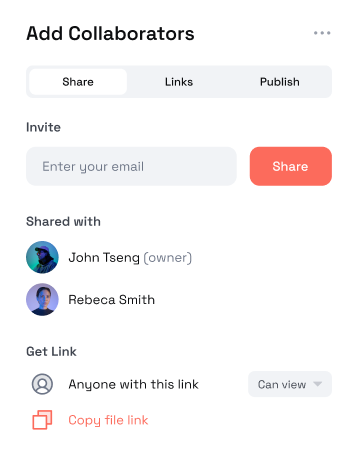 Add Collaborators
Share
Links
Publish
Invite
Enter your email
Share
Shared with
John Tseng (owner)
Rebeca Smith
Get Link
Anyone with this link
Can view
Copy file link